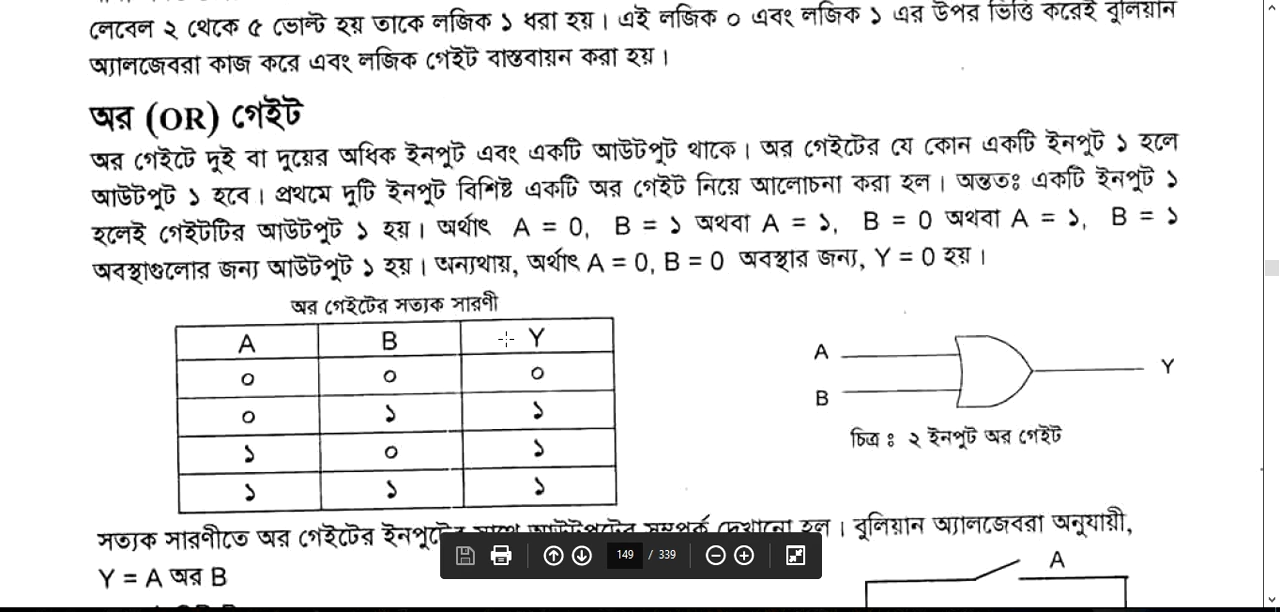 লেবেল ২ থেকে ৫ ভোল্ট হয় তাকে লজিক ১ ধরা হয়। এই লজিক ০ এবং লজিক ১ এর উপর ভিত্তি করেই বুলিয়ান
অ্যালজেবরা কাজ করে এবং লজিক গেইট বাস্তবায়ন করা হয়।
অর (OR) গেইট
অর গেইটে দুই বা দুয়ের অধিক ইনপুট এবং একটি আউটপুট থাকে। অর গেইটের যে কোন একটি ইনপুট ১ হলে
আউটপুট ১ হবে। প্রথমে দুটি ইনপুট বিশিষ্ট একটি অর গেইট নিয়ে আলোচনা করা হল। অন্ততঃ একটি ইনপুট ১
হলেই গেইটটির আউটপুট ১ হয়। অর্থাৎ A = 0, B = ১ অথবা A = ১, B = 0 অথবা A = ১, B = ১
অবস্থাগুলোর জন্য আউটপুট ১ হয়। অন্যথায়, অর্থাৎ A = 0, B = 0 অবস্থার জন্য, Y = 0 হয়।
অর গেইটের সত্যক সারণী
A B Y
০ ০ ০
০ ১ ১
১ ০ ১
১ ১ ১
A
B
Y
চিত্র ঃ ২ ইনপুট অর গেইট
সত্যক সারণীতে অর গেইটের ইনপুটের সাথে আউটপুটের সম্পর্ক দেখানো হল। বুলিয়ান অ্যালজেবরা অনুযায়ী,
Y = A অর B
A
149 / 339